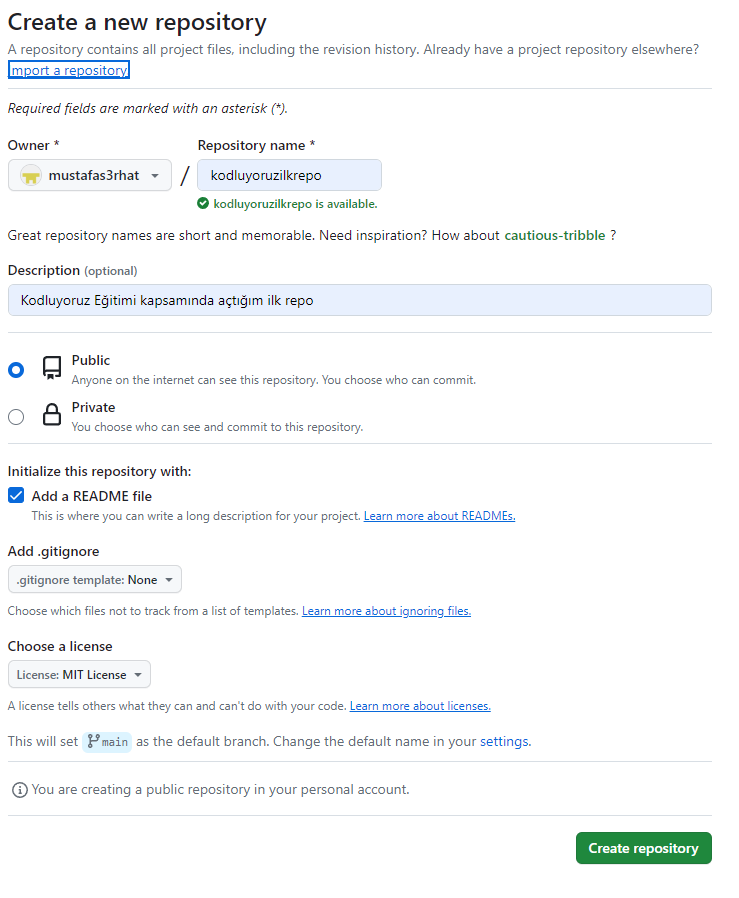 Create a new repository
A repository contains all project files, including the revision history. Already have a project repository elsewhere?
Import a repository.
Required fields are marked with an asterisk (*).
Owner *
Repository name *
mustafas3rhat
/
kodluyoruzilkrepo
kodluyoruzilkrepo is available.
Great repository names are short and memorable. Need inspiration? How about cautious-tribble ?
Description (optional)
Kodluyoruz Eğitimi kapsamında açtığım ilk repo
Public
Anyone on the internet can see this repository. You choose who can commit.
Private
You choose who can see and commit to this repository.
Initialize this repository with:
Add a README file
This is where you can write a long description for your project. Learn more about READMEs.
Add .gitignore
.gitignore template: None
Choose which files not to track from a list of templates. Learn more about ignoring files.
Choose a license
License: MIT License
A license tells others what they can and can't do with your code. Learn more about licenses.
This will set main as the default branch. Change the default name in your settings.
You are creating a public repository in your personal account.
Create repository